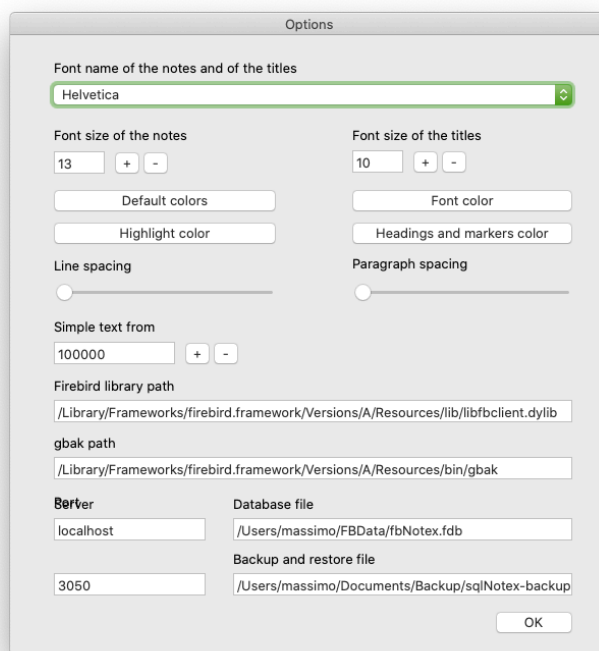 Options
Font name of the notes and of the titles
Helvetica
Font size of the notes Font size of the titles
13 + - 10 + -
Default colors Font color
Highlight color Headings and markers color
Line spacing Paragraph spacing
Simple text from
100000 + -
Firebird library path
/Library/Frameworks/firebird.framework/Versions/A/Resources/lib/libfbclient.dylib
gbak path
/Library/Frameworks/firebird.framework/Versions/A/Resources/bin/gbak
Port
Server Database file
localhost /Users/massimo/FBData/fbNotex.fdb
Backup and restore file
3050 /Users/massimo/Documents/Backup/sqlNotex-backup
OK